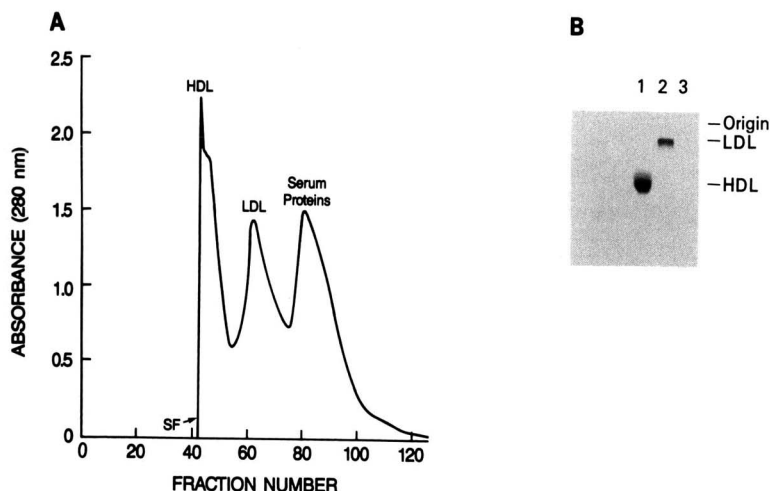 A
ABSORBANCE (280 nm)
2.5
2.0
1.5
1.0
0.5
0
HDL
LDL
Serum
Proteins
SF
0 20 40 60 80 100 120
FRACTION NUMBER
B
1 2 3
Origin
LDL
HDL